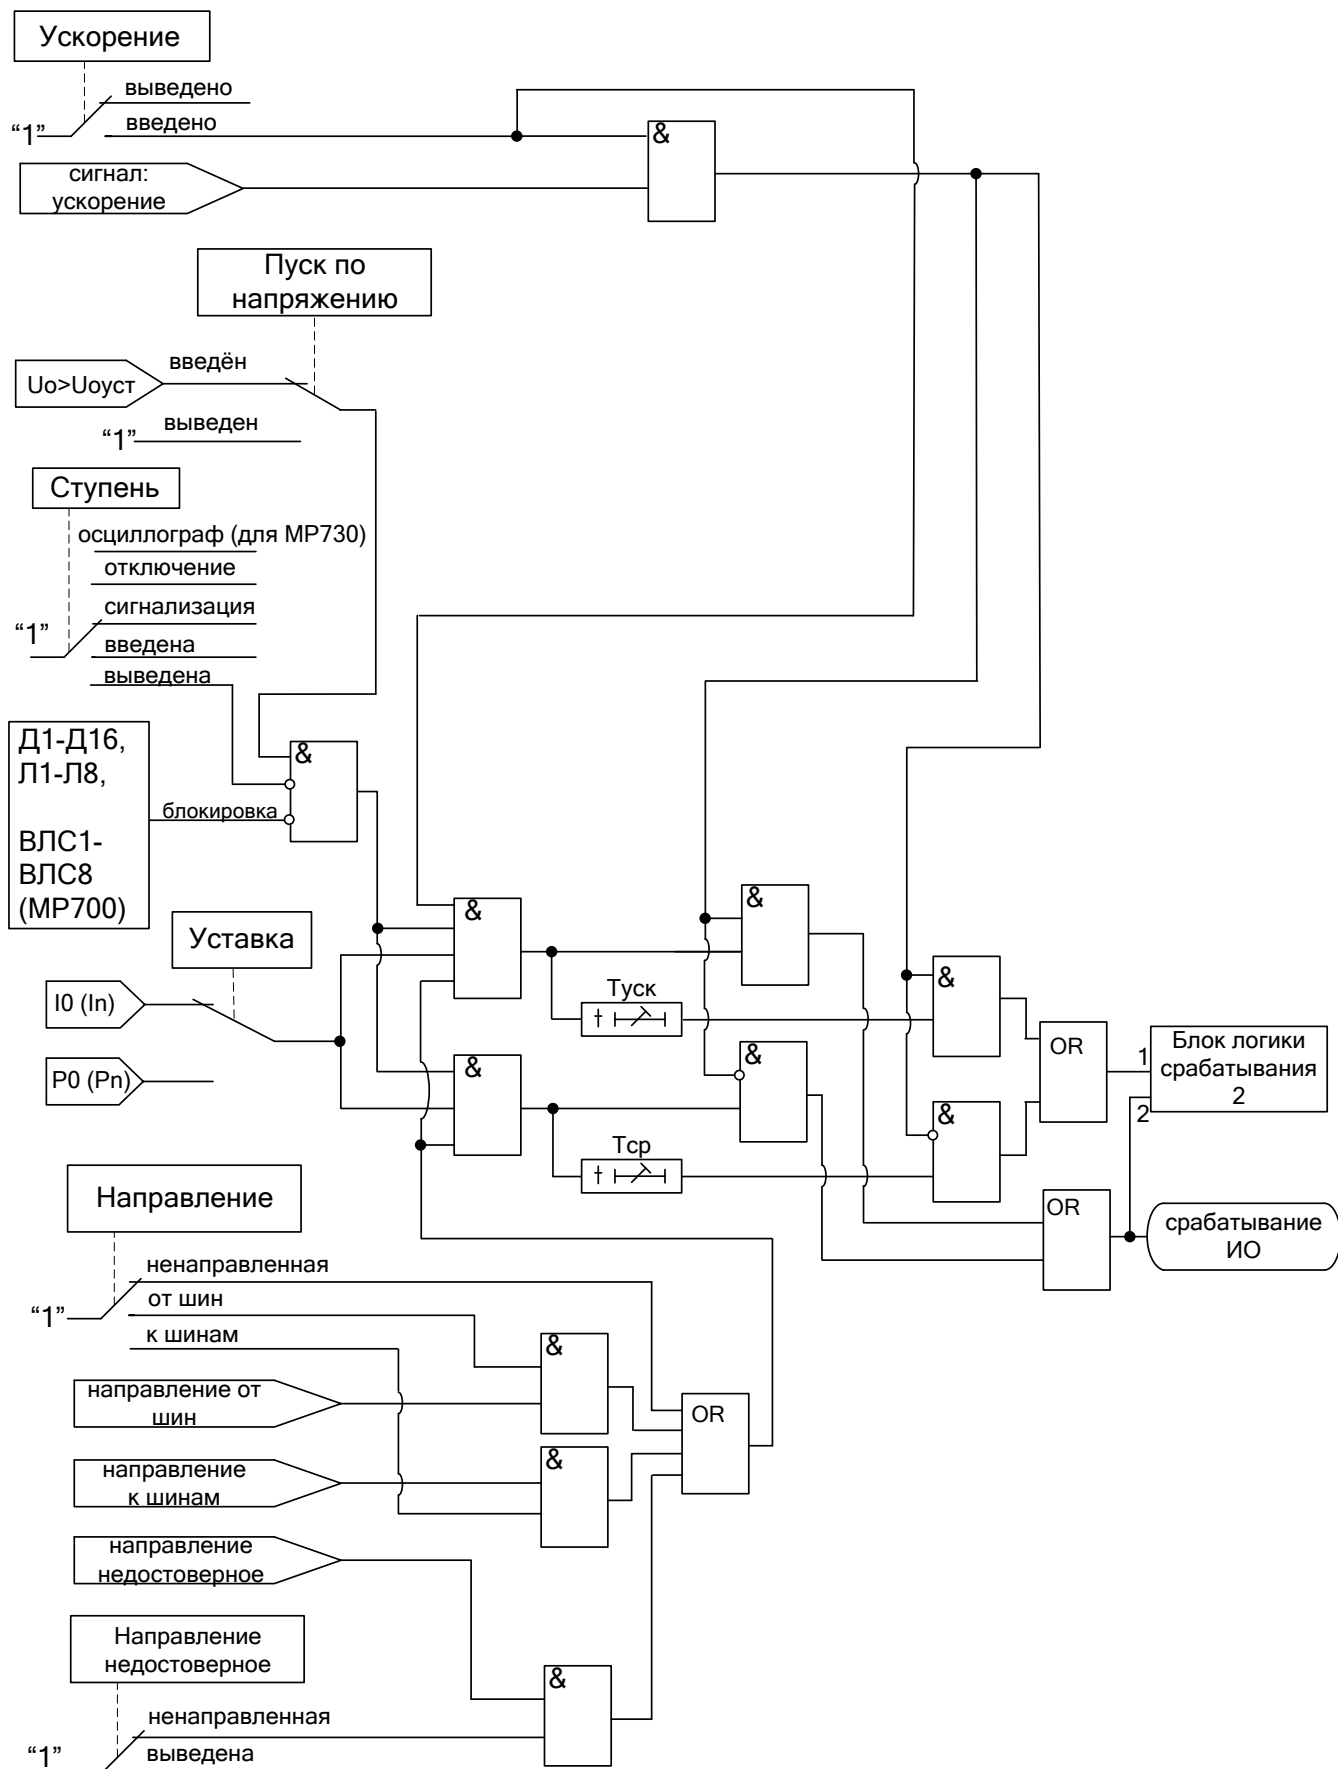 Ускорение
выведено
“1”
введено
&
сигнал:
ускорение
Пуск по
напряжению
введён
Uo>Uоуст
выведен
“1”
Ступень
осциллограф (для МР730)
отключение
сигнализация
“1”
введена
выведена
Д1-Д16,
Л1-Л8,
ВЛС1-
ВЛС8
(МР700)
&
блокировка
Уставка
I0 (In)
P0 (Pn)
&
&
&
Туск
&
Тср
&
&
OR
1
2
Блок логики
срабатывания
2
OR
срабатывание
ИО
Направление
ненаправленная
“1”
от шин
к шинам
&
направление от
шин
OR
&
направление
к шинам
направление
недостоверное
Направление
недостоверное
&
ненаправленная
“1”
выведена